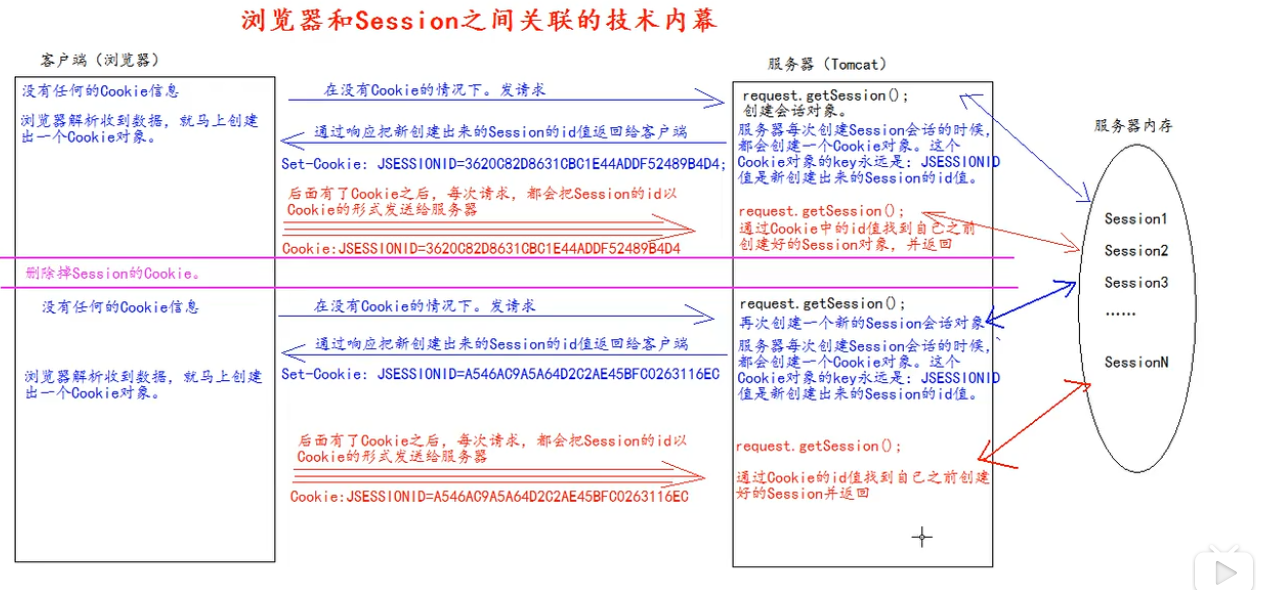 浏览器和Session之间关联的技术内幕
客户端（浏览器）
服务器（Tomcat）
没有任何的Cookie信息
浏览器解析收到数据，就马上创建
出一个Cookie对象。
在没有Cookie的情况下。发请求
request.getSession();
创建会话对象。
通过响应把新创建出来的Session的id值返回给客户端
Set-Cookie: JSESSIONID=3620C82D8631CBC1E44ADDF52489B4D4;
服务器每次创建Session会话的时候，
都会创建一个Cookie对象。这个
Cookie对象的key永远是：JSESSIONID
值是新创建出来的Session的id值。
后面有了Cookie之后，每次请求，都会把Session的id以
Cookie的形式发送给服务器
Cookie:JSESSIONID=3620C82D8631CBC1E44ADDF52489B4D4
request.getSession();
通过Cookie中的id值找到自己之前
创建好的Session对象，并返回
服务器内存
Session1
Session2
Session3
......
SessionN
删除掉Session的Cookie。
没有任何的Cookie信息
浏览器解析收到数据，就马上创建
出一个Cookie对象。
在没有Cookie的情况下。发请求
request.getSession();
再次创建一个新的Session会话对象
通过响应把新创建出来的Session的id值返回给客户端
Set-Cookie: JSESSIONID=A546AC9A5A64D2C2AE45BFC0263116EC
服务器每次创建Session会话的时候，
都会创建一个Cookie对象。这个
Cookie对象的key永远是：JSESSIONID
值是新创建出来的Session的id值。
后面有了Cookie之后，每次请求，都会把Session的id以
Cookie的形式发送给服务器
Cookie:JSESSIONID=A546AC9A5A64D2C2AE45BFC0263116EC
request.getSession();
通过Cookie的id值找到自己之前创建
好的Session并返回